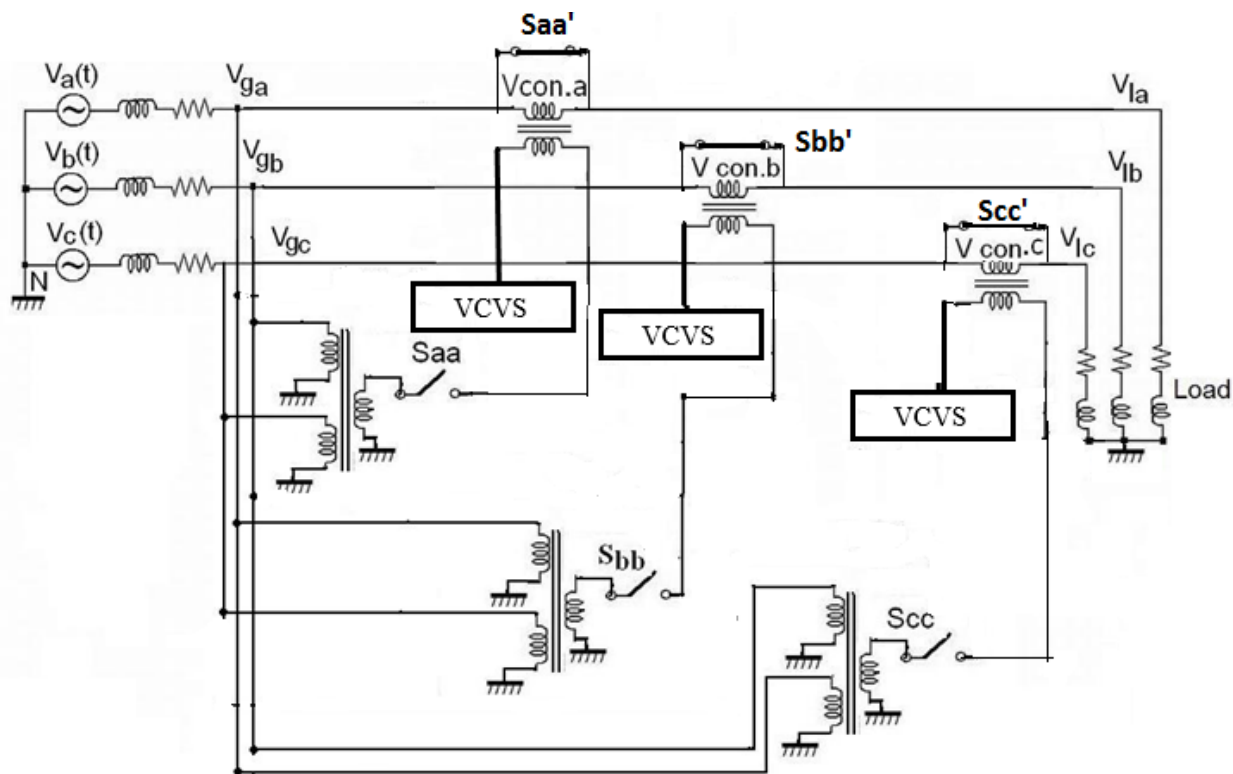 Saa'
Va(t)
Vga
Vcon.a
Vla
Vb(t)
Vgb
Sbb'
V con.b
Vlb
Vc(t)
Vgc
Scc'
V con.c
Vlc
N
VCVS
VCVS
Saa
VCVS
Load
Sbb
Scc